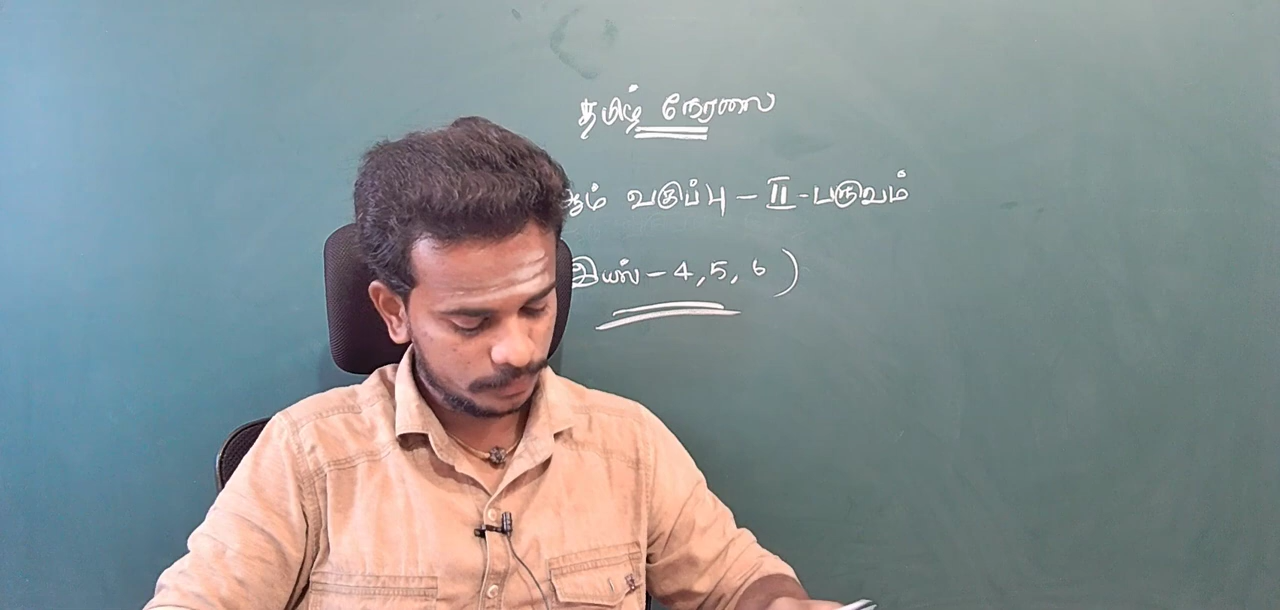 தமிழ் நேரலை
ஆம் வகுப்பு - II - பருவம்
இயல் - 4, 5, 6 )